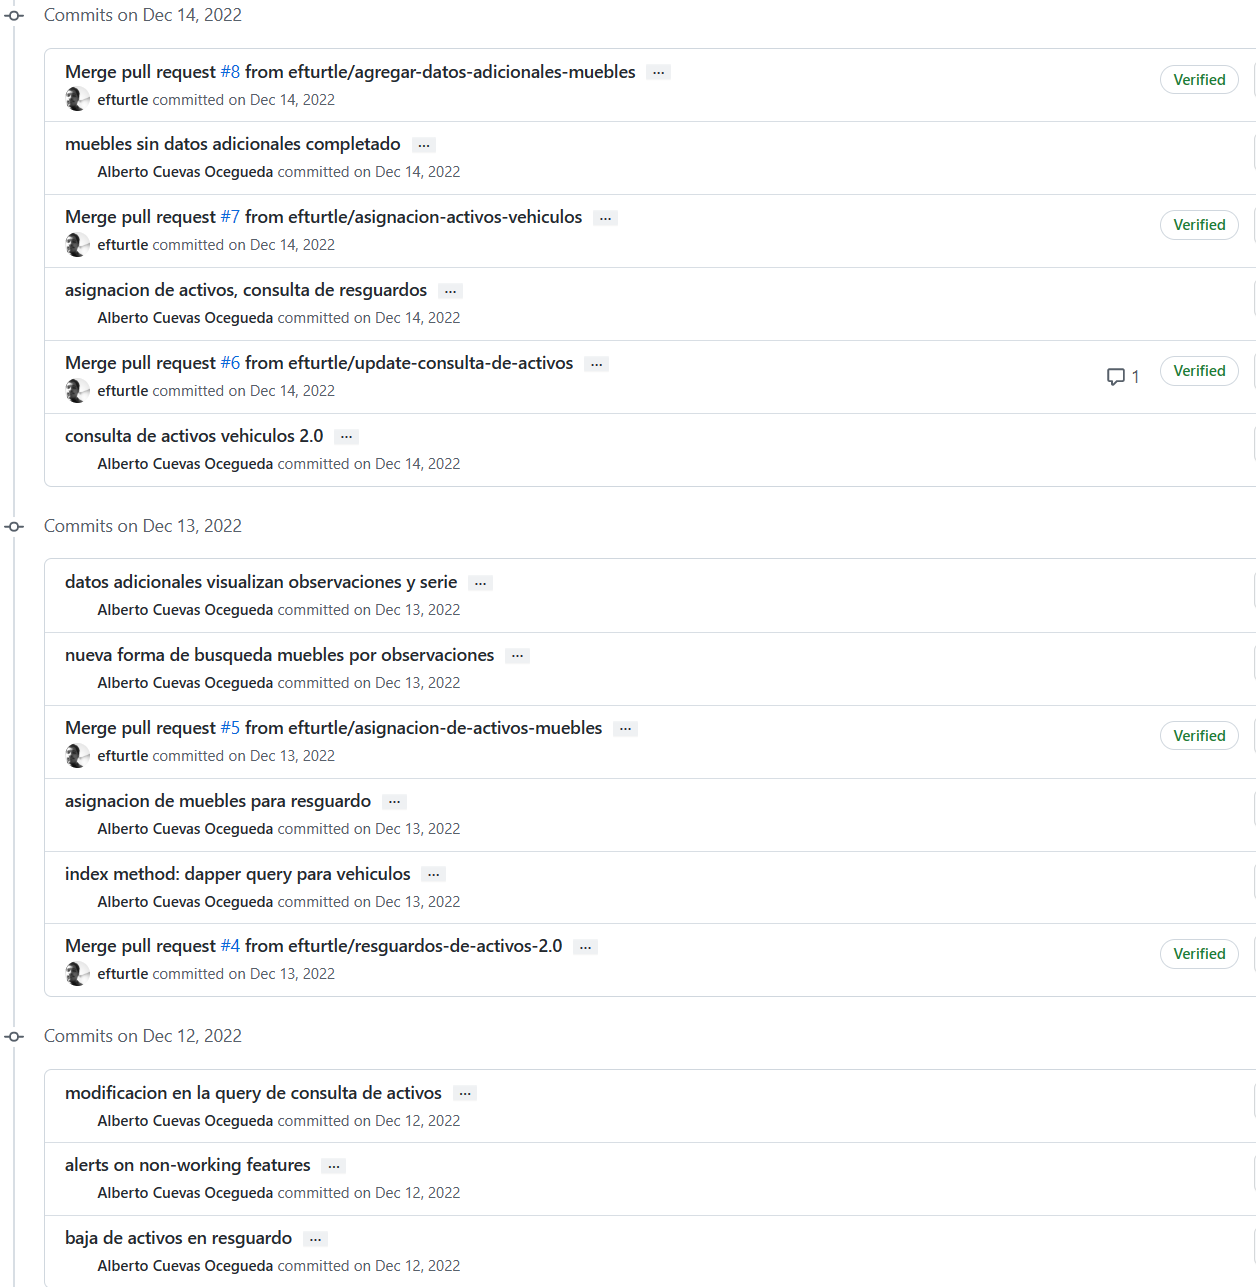 Commits on Dec 14, 2022
Merge pull request #8 from efturtle/agregar-datos-adicionales-muebles ...
efturtle committed on Dec 14, 2022
Verified
muebles sin datos adicionales completado ...
Alberto Cuevas Ocegueda committed on Dec 14, 2022
Merge pull request #7 from efturtle/asignacion-activos-vehiculos ...
efturtle committed on Dec 14, 2022
Verified
asignacion de activos, consulta de resguardos ...
Alberto Cuevas Ocegueda committed on Dec 14, 2022
Merge pull request #6 from efturtle/update-consulta-de-activos ...
efturtle committed on Dec 14, 2022
1
Verified
consulta de activos vehiculos 2.0 ...
Alberto Cuevas Ocegueda committed on Dec 14, 2022
Commits on Dec 13, 2022
datos adicionales visualizan observaciones y serie ...
Alberto Cuevas Ocegueda committed on Dec 13, 2022
nueva forma de busqueda muebles por observaciones ...
Alberto Cuevas Ocegueda committed on Dec 13, 2022
Merge pull request #5 from efturtle/asignacion-de-activos-muebles ...
efturtle committed on Dec 13, 2022
Verified
asignacion de muebles para resguardo ...
Alberto Cuevas Ocegueda committed on Dec 13, 2022
index method: dapper query para vehiculos ...
Alberto Cuevas Ocegueda committed on Dec 13, 2022
Merge pull request #4 from efturtle/resguardos-de-activos-2.0 ...
efturtle committed on Dec 13, 2022
Verified
Commits on Dec 12, 2022
modificacion en la query de consulta de activos ...
Alberto Cuevas Ocegueda committed on Dec 12, 2022
alerts on non-working features ...
Alberto Cuevas Ocegueda committed on Dec 12, 2022
baja de activos en resguardo ...
Alberto Cuevas Ocegueda committed on Dec 12, 2022